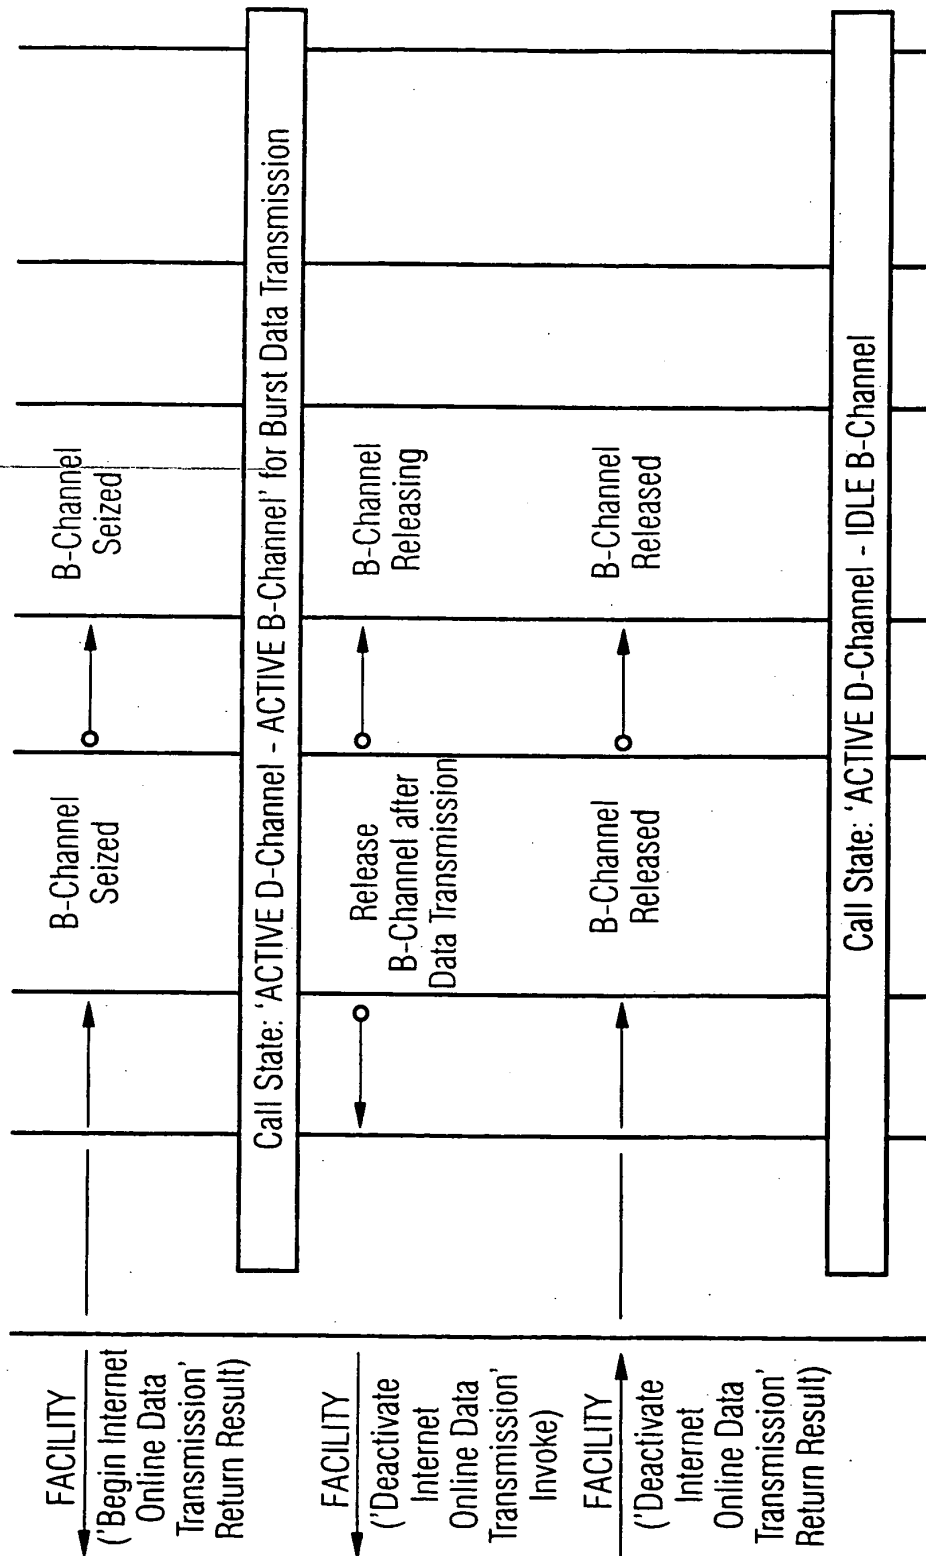 FACILITY
('Begin Internet
Online Data
Transmission'
Return Result)
B-Channel
Seized
B-Channel
Seized
Call State: 'ACTIVE D-Channel - ACTIVE B-Channel' for Burst Data Transmission
FACILITY
('Deactivate
Internet
Online Data
Transmission'
Invoke)
Release
B-Channel after
Data Transmission
B-Channel
Releasing
FACILITY
('Deactivate
Internet
Online Data
Transmission'
Return Result)
B-Channel
Released
B-Channel
Released
Call State: 'ACTIVE D-Channel - IDLE B-Channel